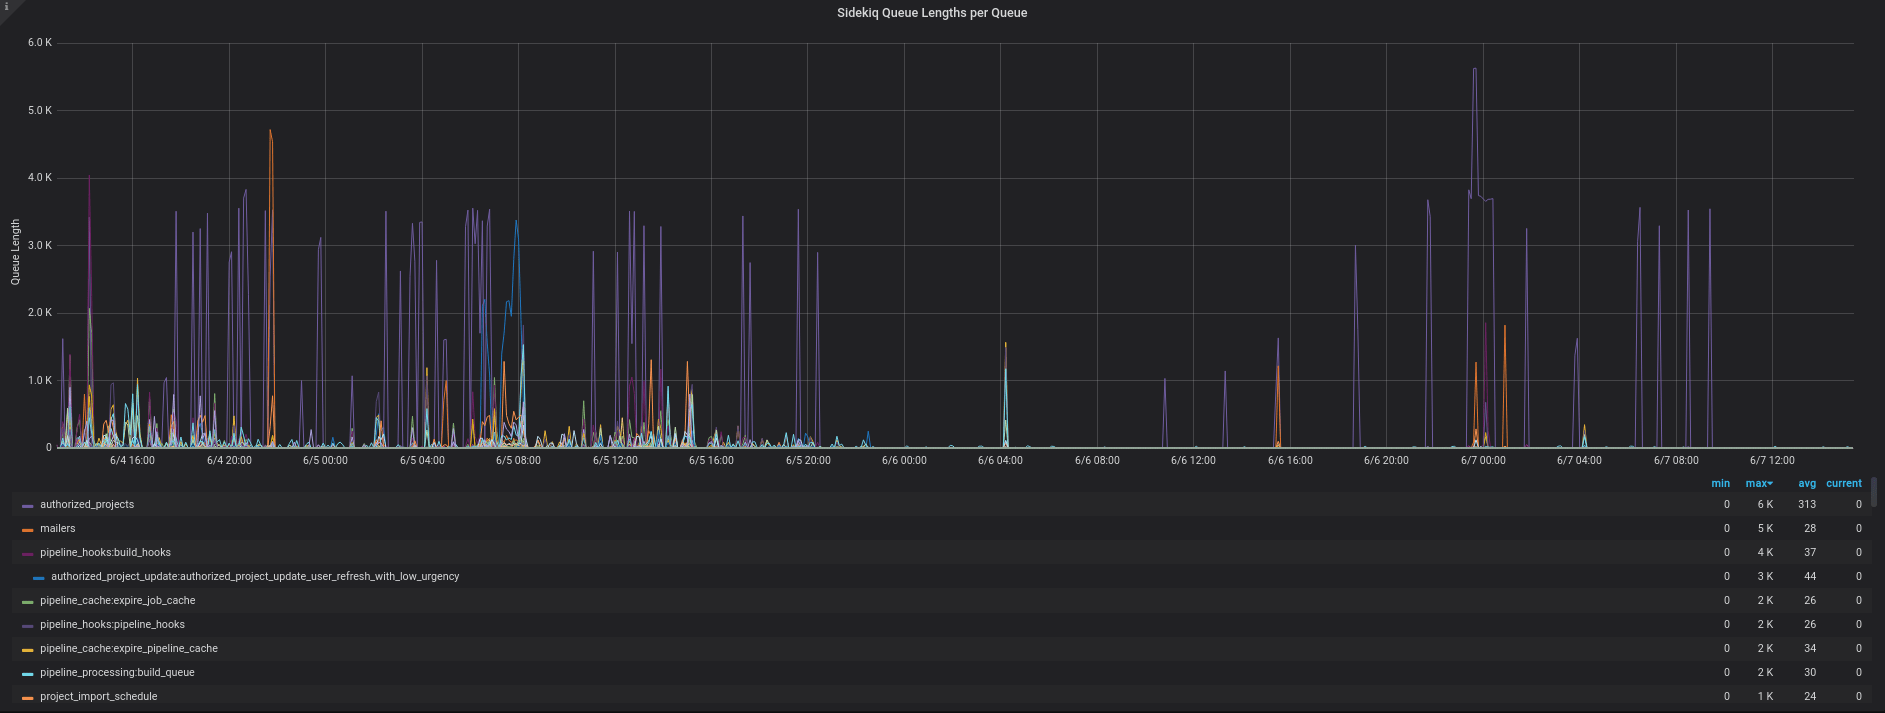 i
Sidekiq Queue Lengths per Queue
6.0 K
5.0 K
4.0 K
3.0 K
2.0 K
1.0 K
0
Queue Length
6/4 16:00 6/4 20:00 6/5 00:00 6/5 04:00 6/5 08:00 6/5 12:00 6/5 16:00 6/5 20:00 6/6 00:00 6/6 04:00 6/6 08:00 6/6 12:00 6/6 16:00 6/6 20:00 6/7 00:00 6/7 04:00 6/7 08:00 6/7 12:00
min max avg current
authorized_projects 0 6 K 313 0
mailers 0 5 K 28 0
pipeline_hooks:build_hooks 0 4 K 37 0
authorized_project_update:authorized_project_update_user_refresh_with_low_urgency 0 3 K 44 0
pipeline_cache:expire_job_cache 0 2 K 26 0
pipeline_hooks:pipeline_hooks 0 2 K 26 0
pipeline_cache:expire_pipeline_cache 0 2 K 34 0
pipeline_processing:build_queue 0 2 K 30 0
project_import_schedule 0 1 K 24 0